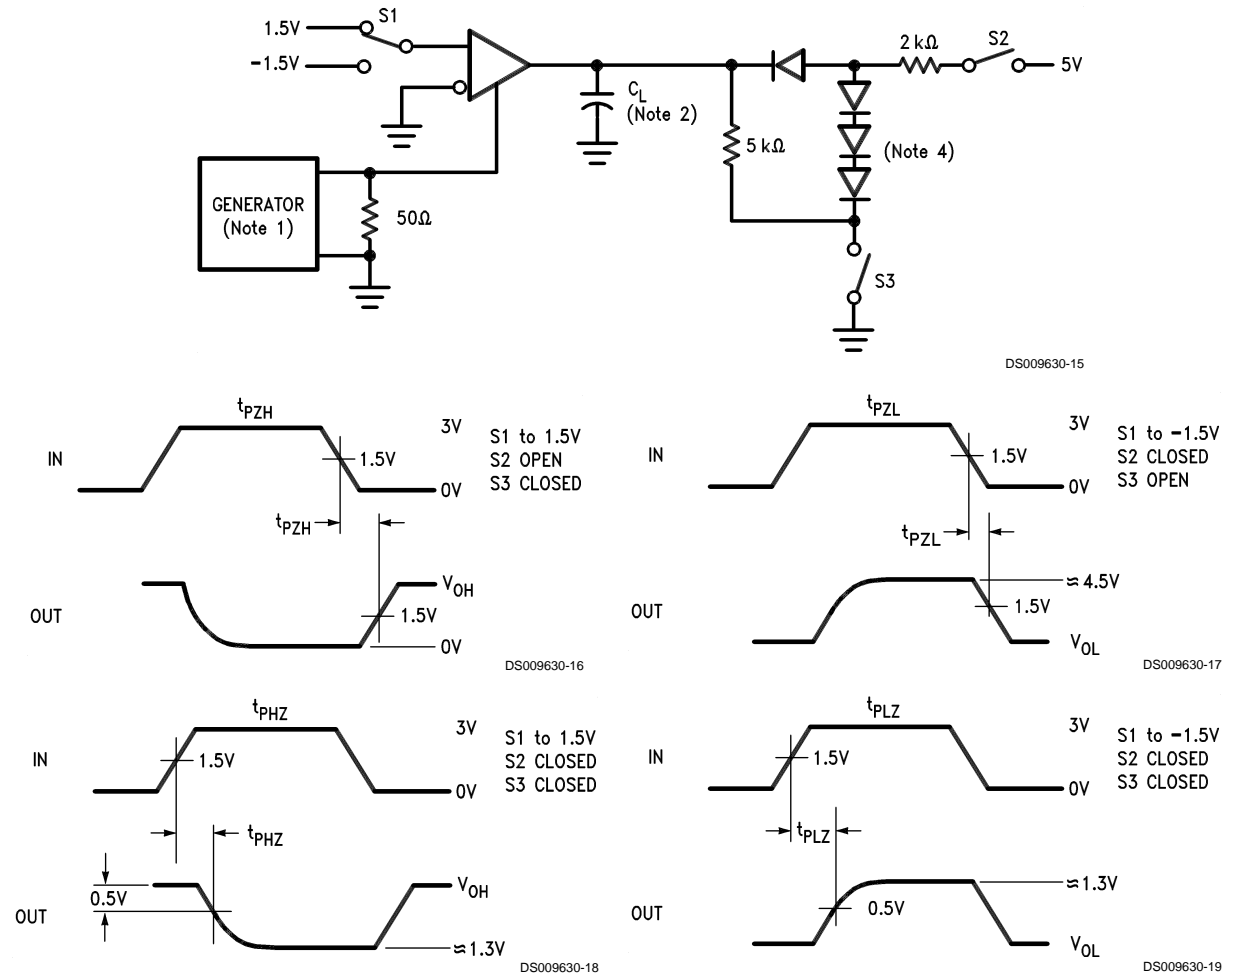 1.5V
S1
−1.5V
2 kΩ
S2
5V
C_L
(Note 2)
5 kΩ
(Note 4)
GENERATOR
(Note 1)
50Ω
S3
DS009630-15
t_PZH
IN
3V
1.5V
0V
S1 to 1.5V
S2 OPEN
S3 CLOSED
t_PZH
OUT
V_OH
1.5V
0V
DS009630-16
t_PZL
IN
3V
1.5V
0V
S1 to −1.5V
S2 CLOSED
S3 OPEN
t_PZL
OUT
≈ 4.5V
1.5V
V_OL
DS009630-17
t_PHZ
IN
3V
1.5V
0V
S1 to 1.5V
S2 CLOSED
S3 CLOSED
t_PHZ
0.5V
OUT
V_OH
≈ 1.3V
DS009630-18
t_PLZ
IN
3V
1.5V
0V
S1 to −1.5V
S2 CLOSED
S3 CLOSED
t_PLZ
OUT
≈ 1.3V
0.5V
V_OL
DS009630-19